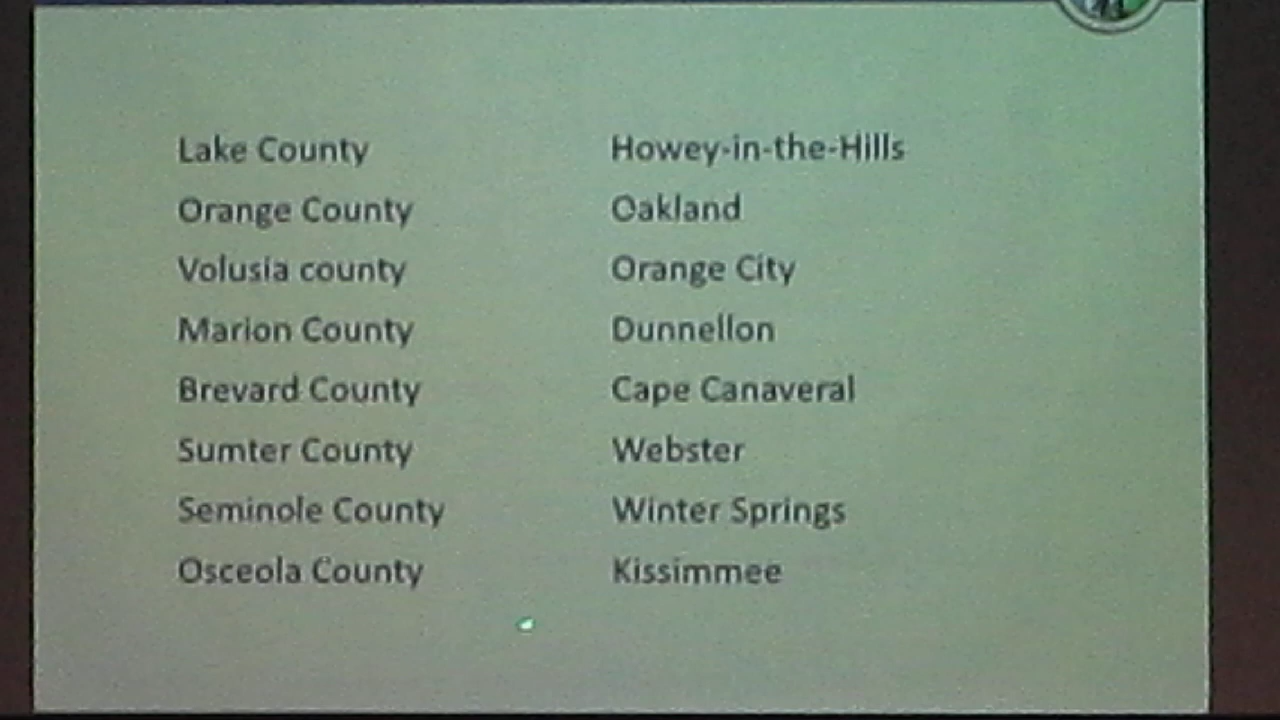 Lake County Howey-in-the-Hills
Orange County Oakland
Volusia county Orange City
Marion County Dunnellon
Brevard County Cape Canaveral
Sumter County Webster
Seminole County Winter Springs
Osceola County Kissimmee